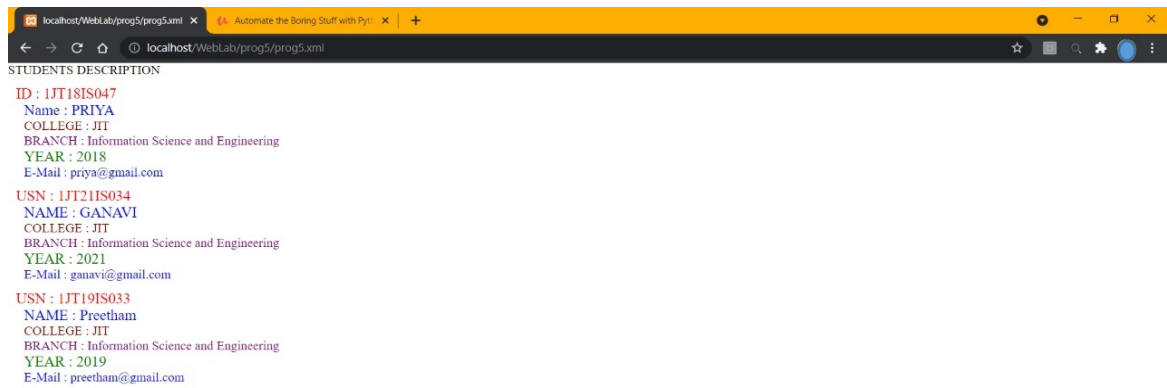 localhost/WebLab/prog5/prog5.xml
Automate the Boring Stuff with Pyth
localhost/WebLab/prog5/prog5.xml
STUDENTS DESCRIPTION
ID : 1JT18IS047
Name : PRIYA
COLLEGE : JIT
BRANCH : Information Science and Engineering
YEAR : 2018
E-Mail : priya@gmail.com
USN : 1JT21IS034
NAME : GANAVI
COLLEGE : JIT
BRANCH : Information Science and Engineering
YEAR : 2021
E-Mail : ganavi@gmail.com
USN : 1JT19IS033
NAME : Preetham
COLLEGE : JIT
BRANCH : Information Science and Engineering
YEAR : 2019
E-Mail : preetham@gmail.com